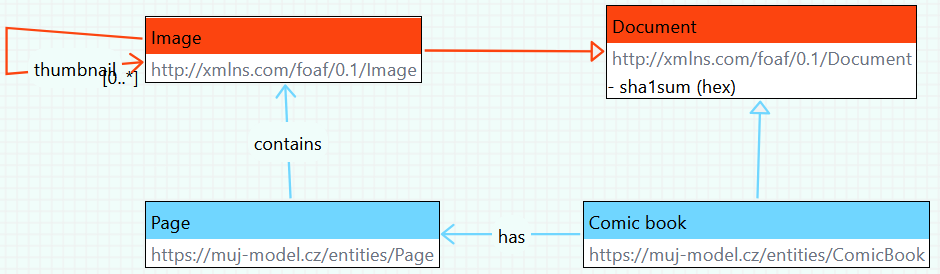 Image
http://xmlns.com/foaf/0.1/Image
thumbnail
[0..*]
Document
http://xmlns.com/foaf/0.1/Document
- sha1sum (hex)
contains
Page
https://muj-model.cz/entities/Page
has
Comic book
https://muj-model.cz/entities/ComicBook